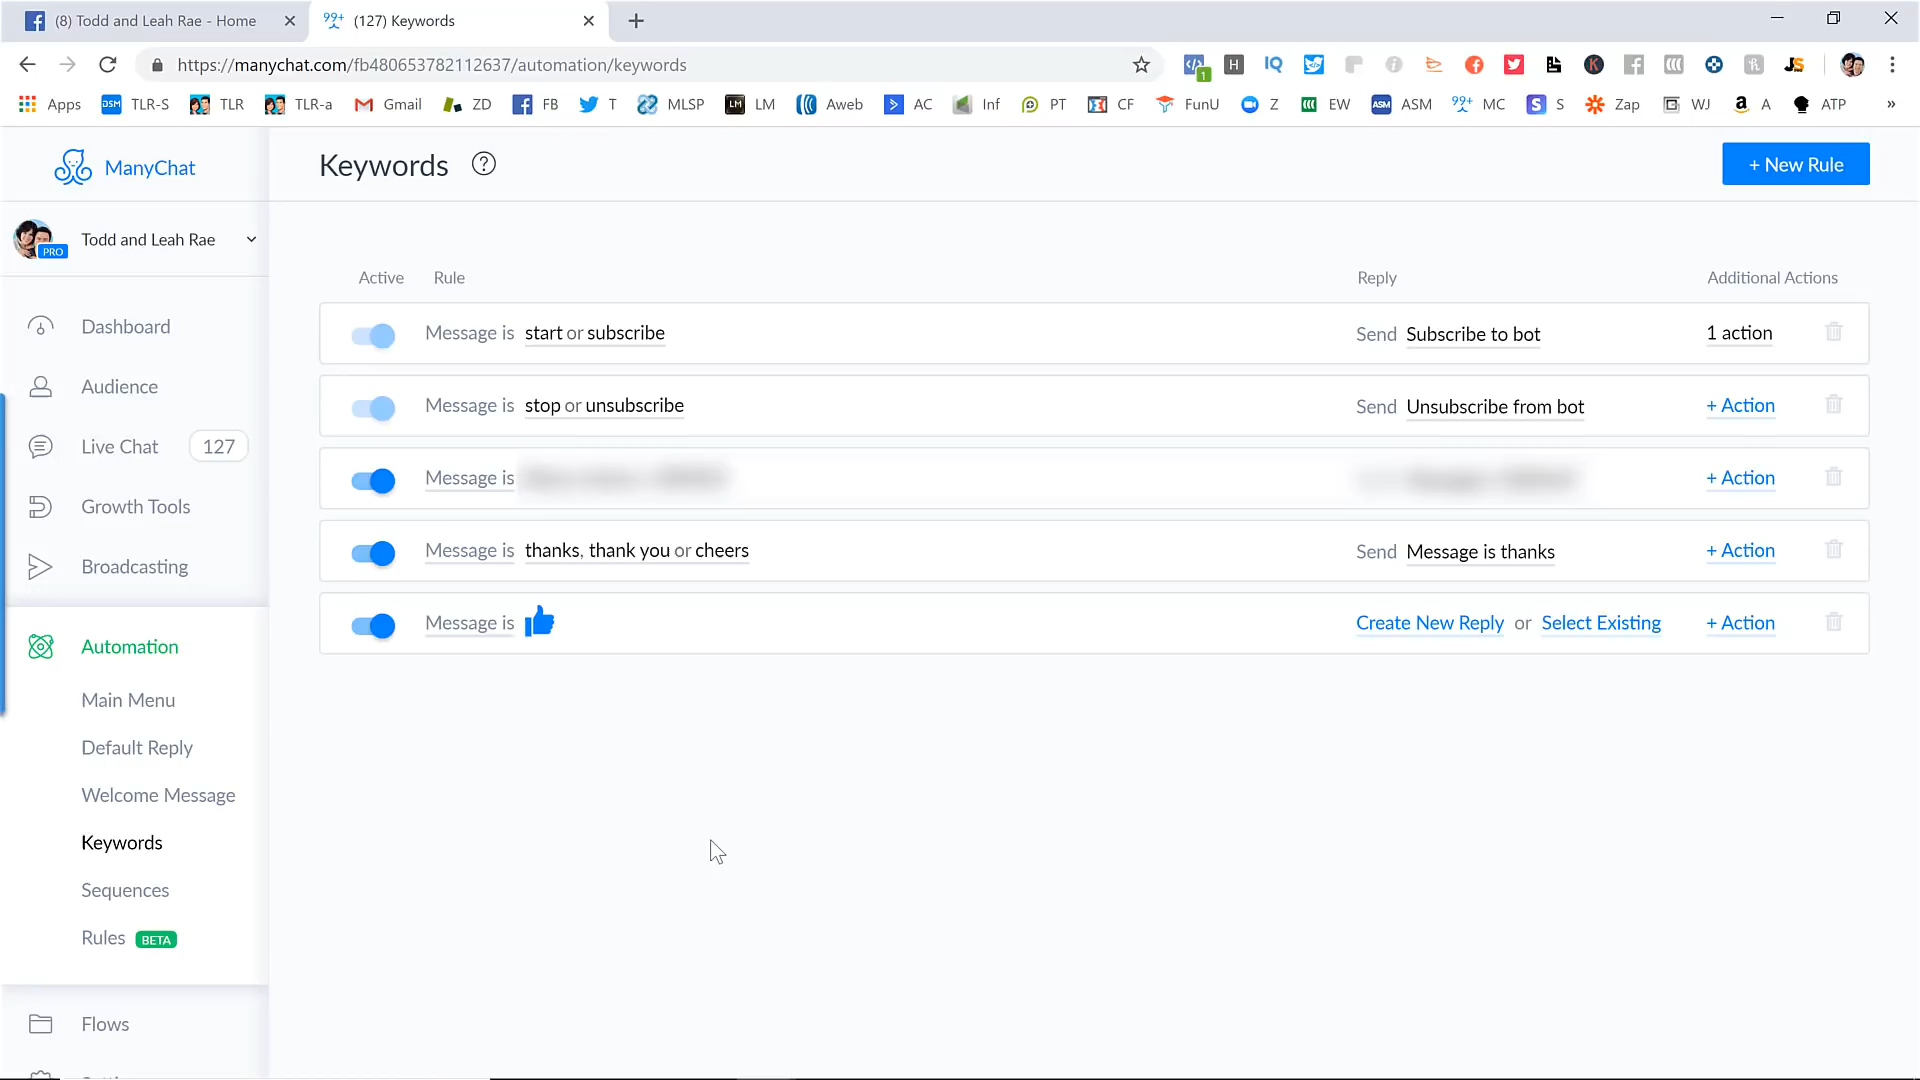 (8) Todd and Leah Rae - Home
99+ (127) Keywords
https://manychat.com/fb480653782112637/automation/keywords
Apps TLR-S TLR TLR-a Gmail ZD FB T MLSP LM Aweb AC Inf PT CF FunU Z EW ASM MC S Zap WJ A ATP »
ManyChat
Keywords ?
+ New Rule
PRO
Todd and Leah Rae
Dashboard
Audience
Live Chat 127
Growth Tools
Broadcasting
Automation
Main Menu
Default Reply
Welcome Message
Keywords
Sequences
Rules BETA
Flows
Active Rule Reply Additional Actions
Message is start or subscribe Send Subscribe to bot 1 action
Message is stop or unsubscribe Send Unsubscribe from bot + Action
Message is + Action
Message is thanks, thank you or cheers Send Message is thanks + Action
Message is Create New Reply or Select Existing + Action